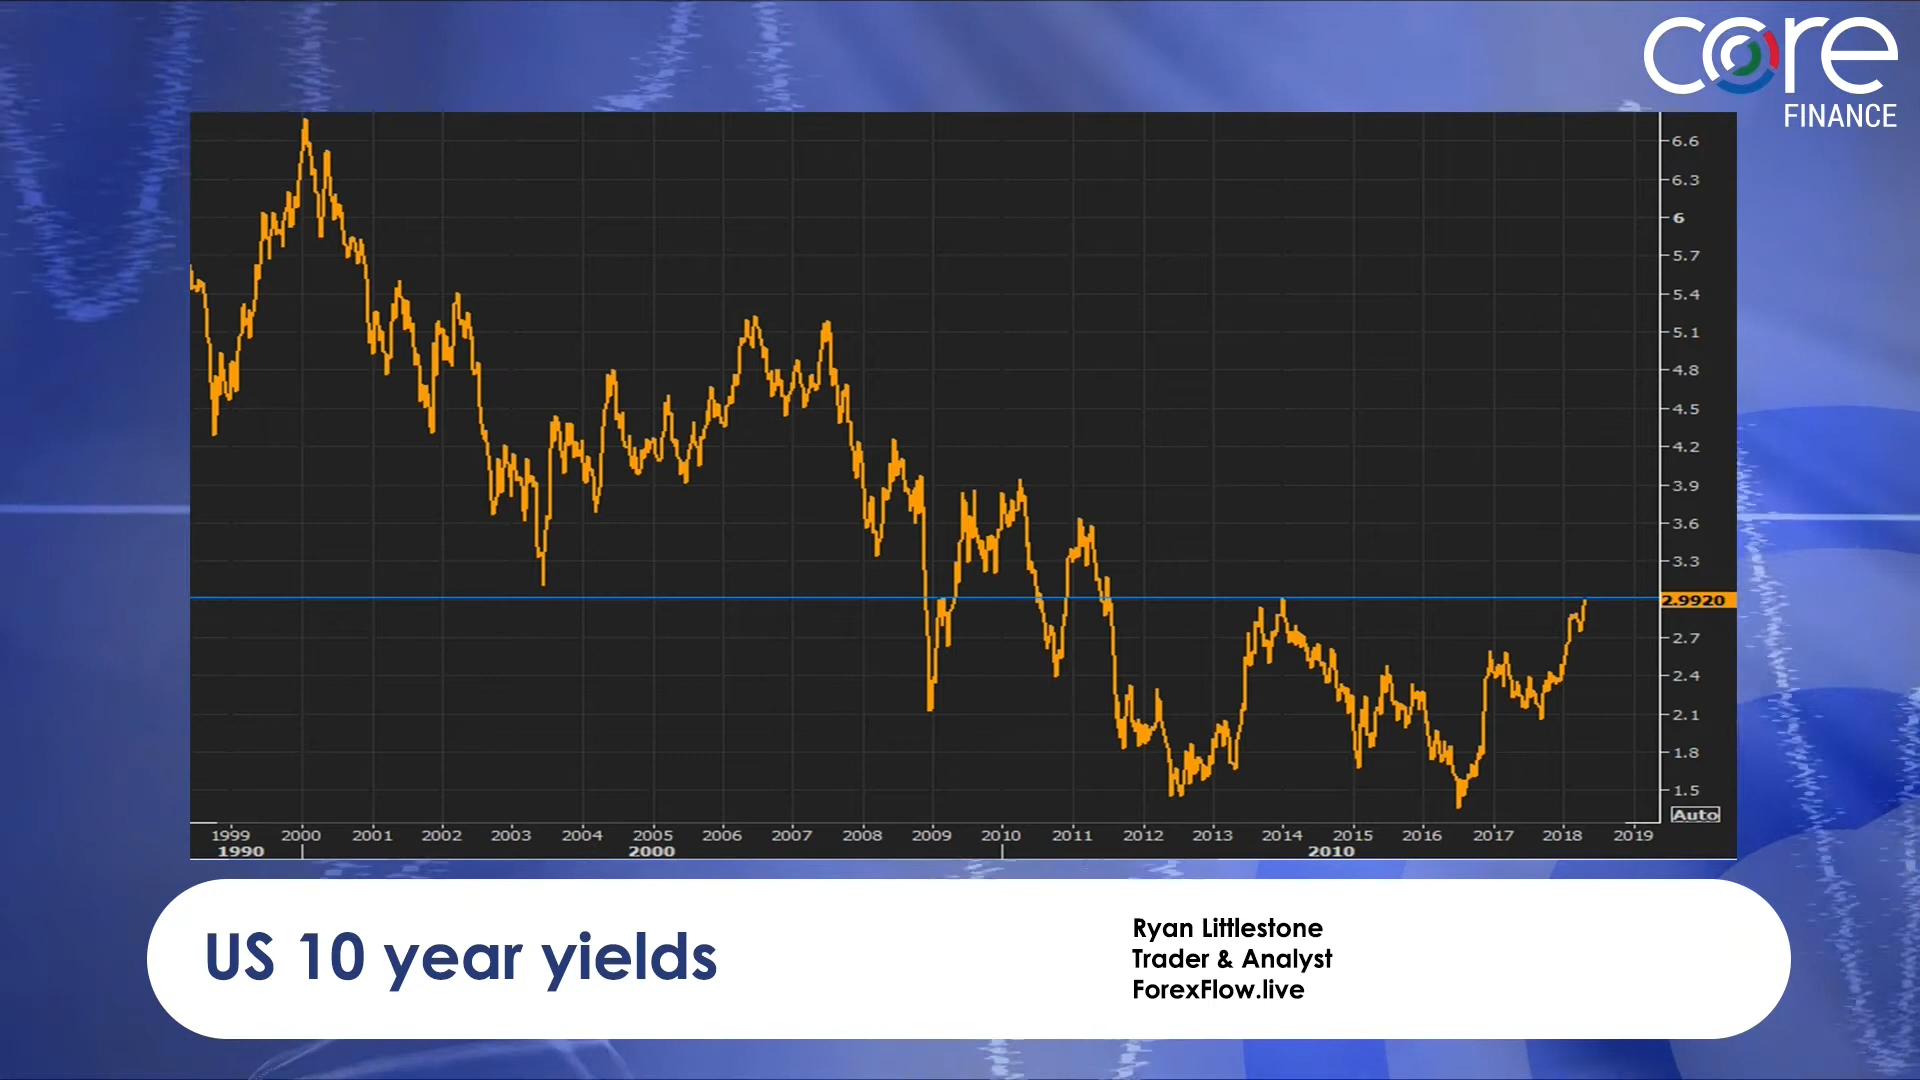 core
FINANCE
6.6
6.3
6
5.7
5.4
5.1
4.8
4.5
4.2
3.9
3.6
3.3
2.9920
2.7
2.4
2.1
1.8
1.5
Auto
1999 2000 2001 2002 2003 2004 2005 2006 2007 2008 2009 2010 2011 2012 2013 2014 2015 2016 2017 2018 2019
1990 2000 2010
US 10 year yields
Ryan Littlestone
Trader & Analyst
ForexFlow.live